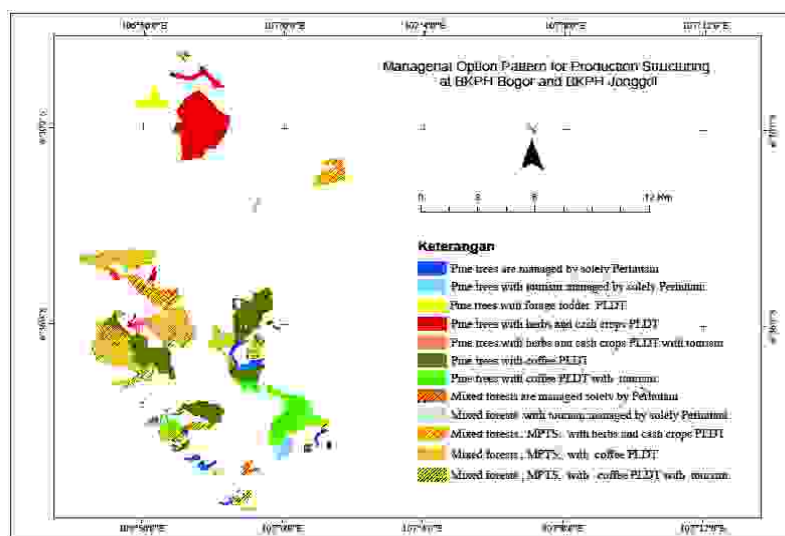 Managerial Option Pattern for Production Structuring
at BKPH Bogor and BKPH Jonggol
12 Km
Keterangan
Pine trees are managed by solely Perhutani
Pine trees with tourism managed by solely Perhutani
Pine trees with forage fodder PLDT
Pine trees with herbs and cash crops PLDT
Pine trees with herbs and cash crops PLDT with tourism
Pine trees with coffee PLDT
Pine trees with coffee PLDT with tourism
Mixed forests are managed solely by Perhutani
Mixed forests with tourism managed by solely Perhutani
Mixed forests, MPTS, with herbs and cash crops PLDT
Mixed forests, MPTS, with coffee PLDT
Mixed forests, MPTS, with coffee PLDT with tourism